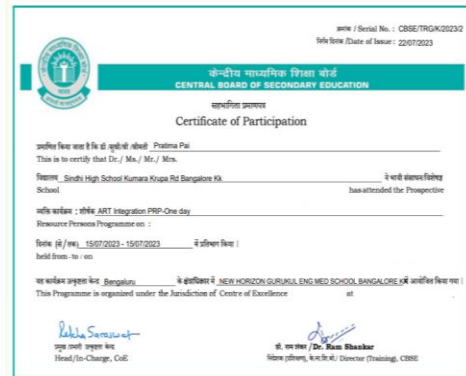 क्रमांक / Serial No. : CBSE/TRG/K/2023/2
निर्गम दिनांक /Date of Issue : 22/07/2023
केन्द्रीय माध्यमिक शिक्षा बोर्ड
CENTRAL BOARD OF SECONDARY EDUCATION
सहभागिता प्रमाणपत्र
Certificate of Participation
प्रमाणित किया जाता है कि डॉ /सुश्री/श्री /श्रीमती Pratima Pai
This is to certify that Dr./ Ms./ Mr./ Mrs.
विद्यालय Sindhi High School Kumara Krupa Rd Bangalore Kk ने भावी संसाधन विशेषज्ञ
School has attended the Prospective
व्यक्ति कार्यक्रम : शीर्षक ART Integration PRP-One day
Resource Persons Programme on :
दिनांक (से /तक) 15/07/2023 - 15/07/2023 में प्रतिभाग किया।
held from - to / on
यह कार्यक्रम उत्कृष्टता केन्द्र Bengaluru के क्षेत्राधिकार में NEW HORIZON GURUKUL ENG MED SCHOOL BANGALORE में आयोजित किया गया।
This Programme is organized under the Jurisdiction of Centre of Excellence at
Rekha Saraswat
प्रमुख /प्रभारी उत्कृष्टता केन्द्र
Head/In-Charge, CoE
डॉ. राम शंकर /Dr. Ram Shankar
निदेशक (प्रशिक्षण), के.मा.शि.बो./ Director (Training), CBSE